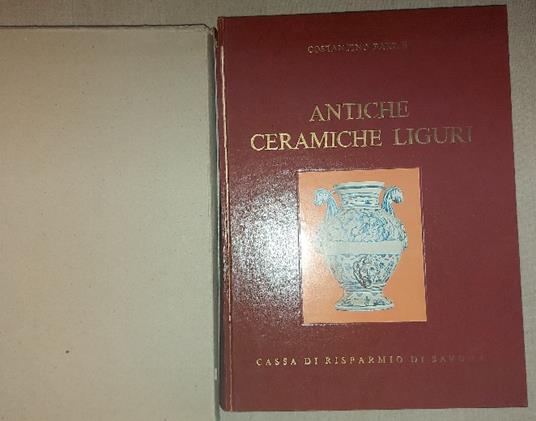 COSTANTINO
ANTICHE
CERAMICHE LIGURI
CASSA DI RISPARMIO DI SAVONA